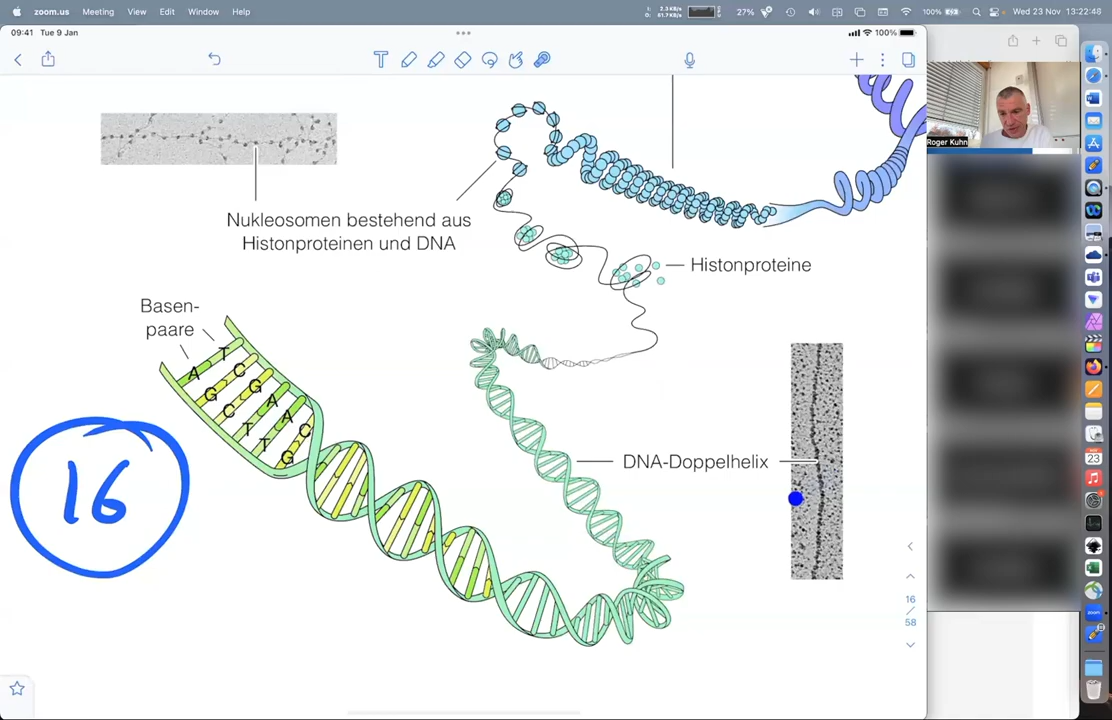 zoom.us Meeting View Edit Window Help
27% 100% Wed 23 Nov 13:22:48
09:41 Tue 9 Jan
100%
Roger Kuhn
Nukleosomen bestehend aus
Histonproteinen und DNA
Histonproteine
Basen-
paare
T C G A A C
A G C T T G
DNA-Doppelhelix
16
16
/
58